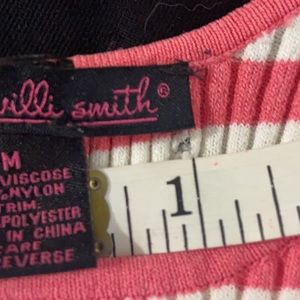 willi smith®
M
VISCOSE
NYLON
TRIM:
POLYESTER
IN CHINA
CARE
REVERSE
1